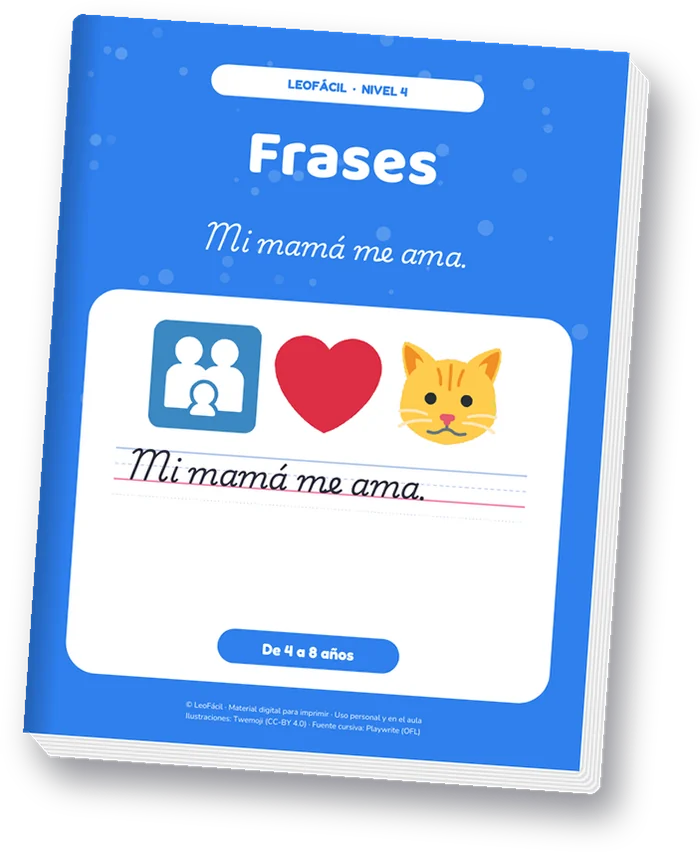 LEOFÁCIL · NIVEL 4
Frases
Mi mamá me ama.
Mi mamá me ama.
De 4 a 8 años
© LeoFácil · Material digital para imprimir · Uso personal y en el aula
Ilustraciones: Twemoji (CC-BY 4.0) · Fuente cursiva: Playwrite (OFL)